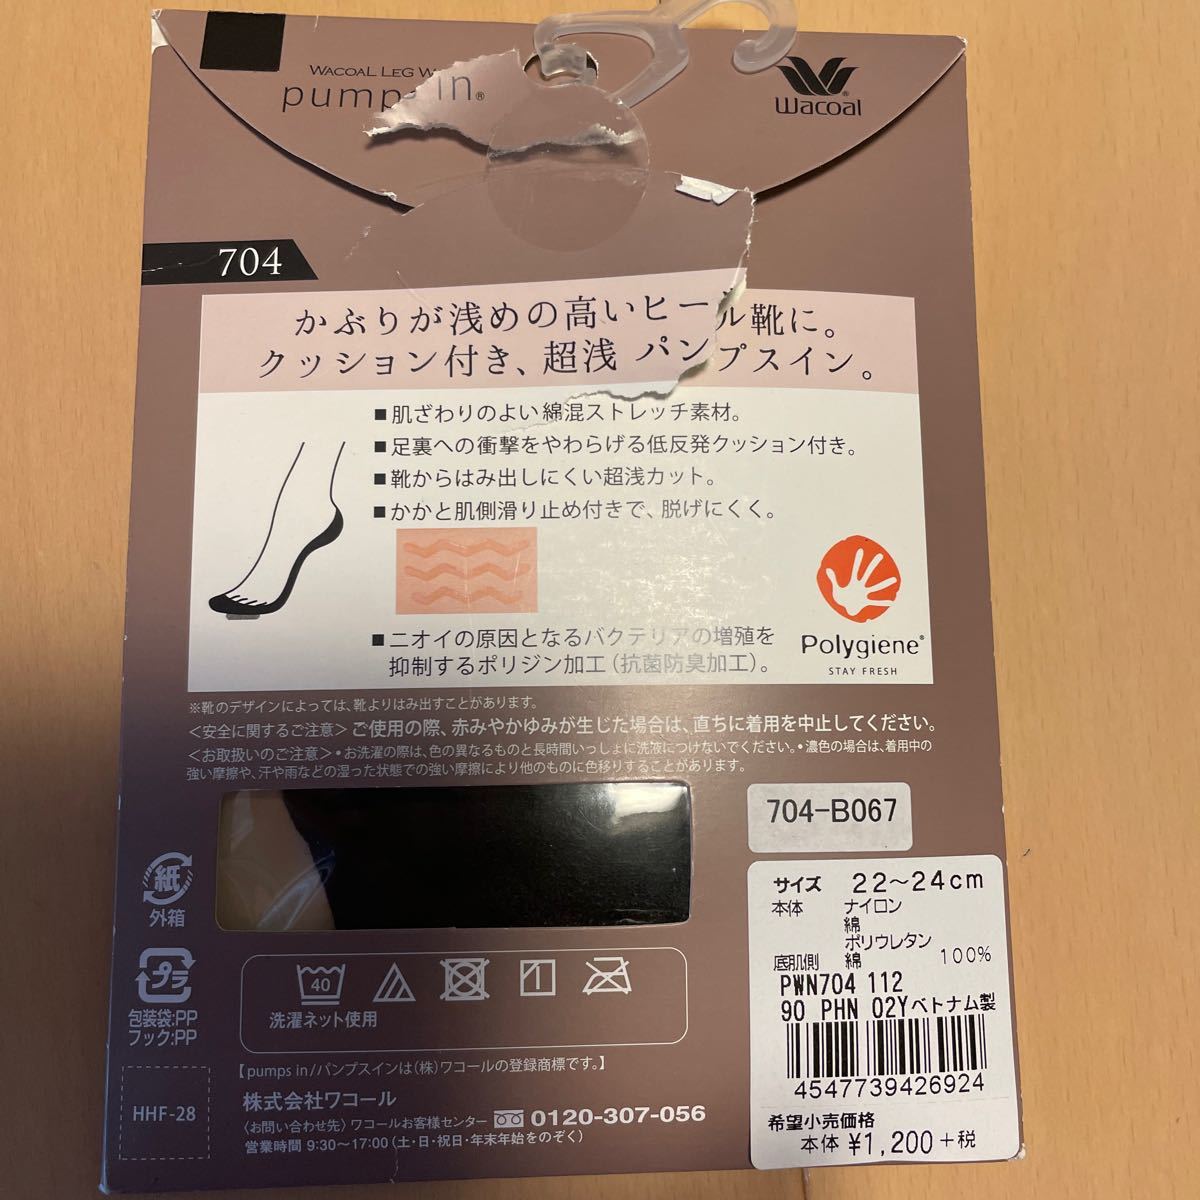 WACOAL LEG W
pumps in®
Wacoal®
704
かぶりが浅めの高いヒール靴に。
クッション付き、超浅 パンプスイン。
■肌ざわりのよい綿混ストレッチ素材。
■足裏への衝撃をやわらげる低反発クッション付き。
■靴からはみ出しにくい超浅カット。
■かかと肌側滑り止め付きで、脱げにくく。
■ニオイの原因となるバクテリアの増殖を
抑制するポリジン加工(抗菌防臭加工)。
Polygiene®
STAY FRESH
※靴のデザインによっては、靴よりはみ出すことがあります。
<安全に関するご注意> ご使用の際、赤みやかゆみが生じた場合は、直ちに着用を中止してください。
<お取扱いのご注意>•お洗濯の際は、色の異なるものと長時間いっしょに洗液につけないでください。•濃色の場合は、着用中の
強い摩擦や、汗や雨などの湿った状態での強い摩擦により他のものに色移りすることがあります。
704-B067
紙
外箱
プラ
包装袋:PP
フック:PP
40
洗濯ネット使用
サイズ 22~24cm
本体 ナイロン
綿
ポリウレタン
底肌側 綿 100%
PWN704 112
90 PHN 02Yベトナム製
4547739426924
希望小売価格
本体 ¥1,200+税
【pumps in/パンプスインは(株)ワコールの登録商標です。】
HHF-28
株式会社ワコール
〈お問い合わせ先〉ワコールお客様センター 0120-307-056
営業時間 9:30~17:00(土・日・祝日・年末年始をのぞく)